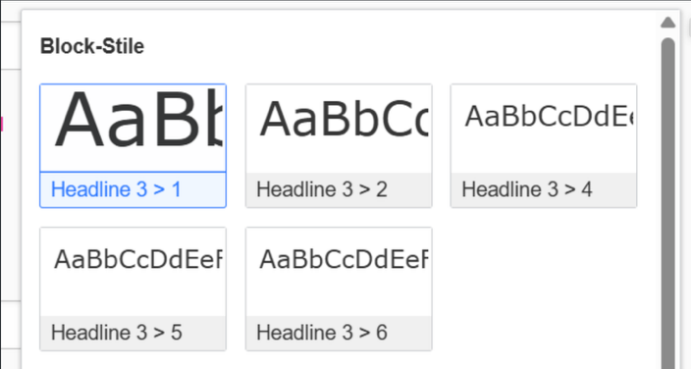 Block-Stile
AaBb
AaBbCc
AaBbCcDdEe
Headline 3 > 1
Headline 3 > 2
Headline 3 > 4
AaBbCcDdEeF
AaBbCcDdEeF
Headline 3 > 5
Headline 3 > 6